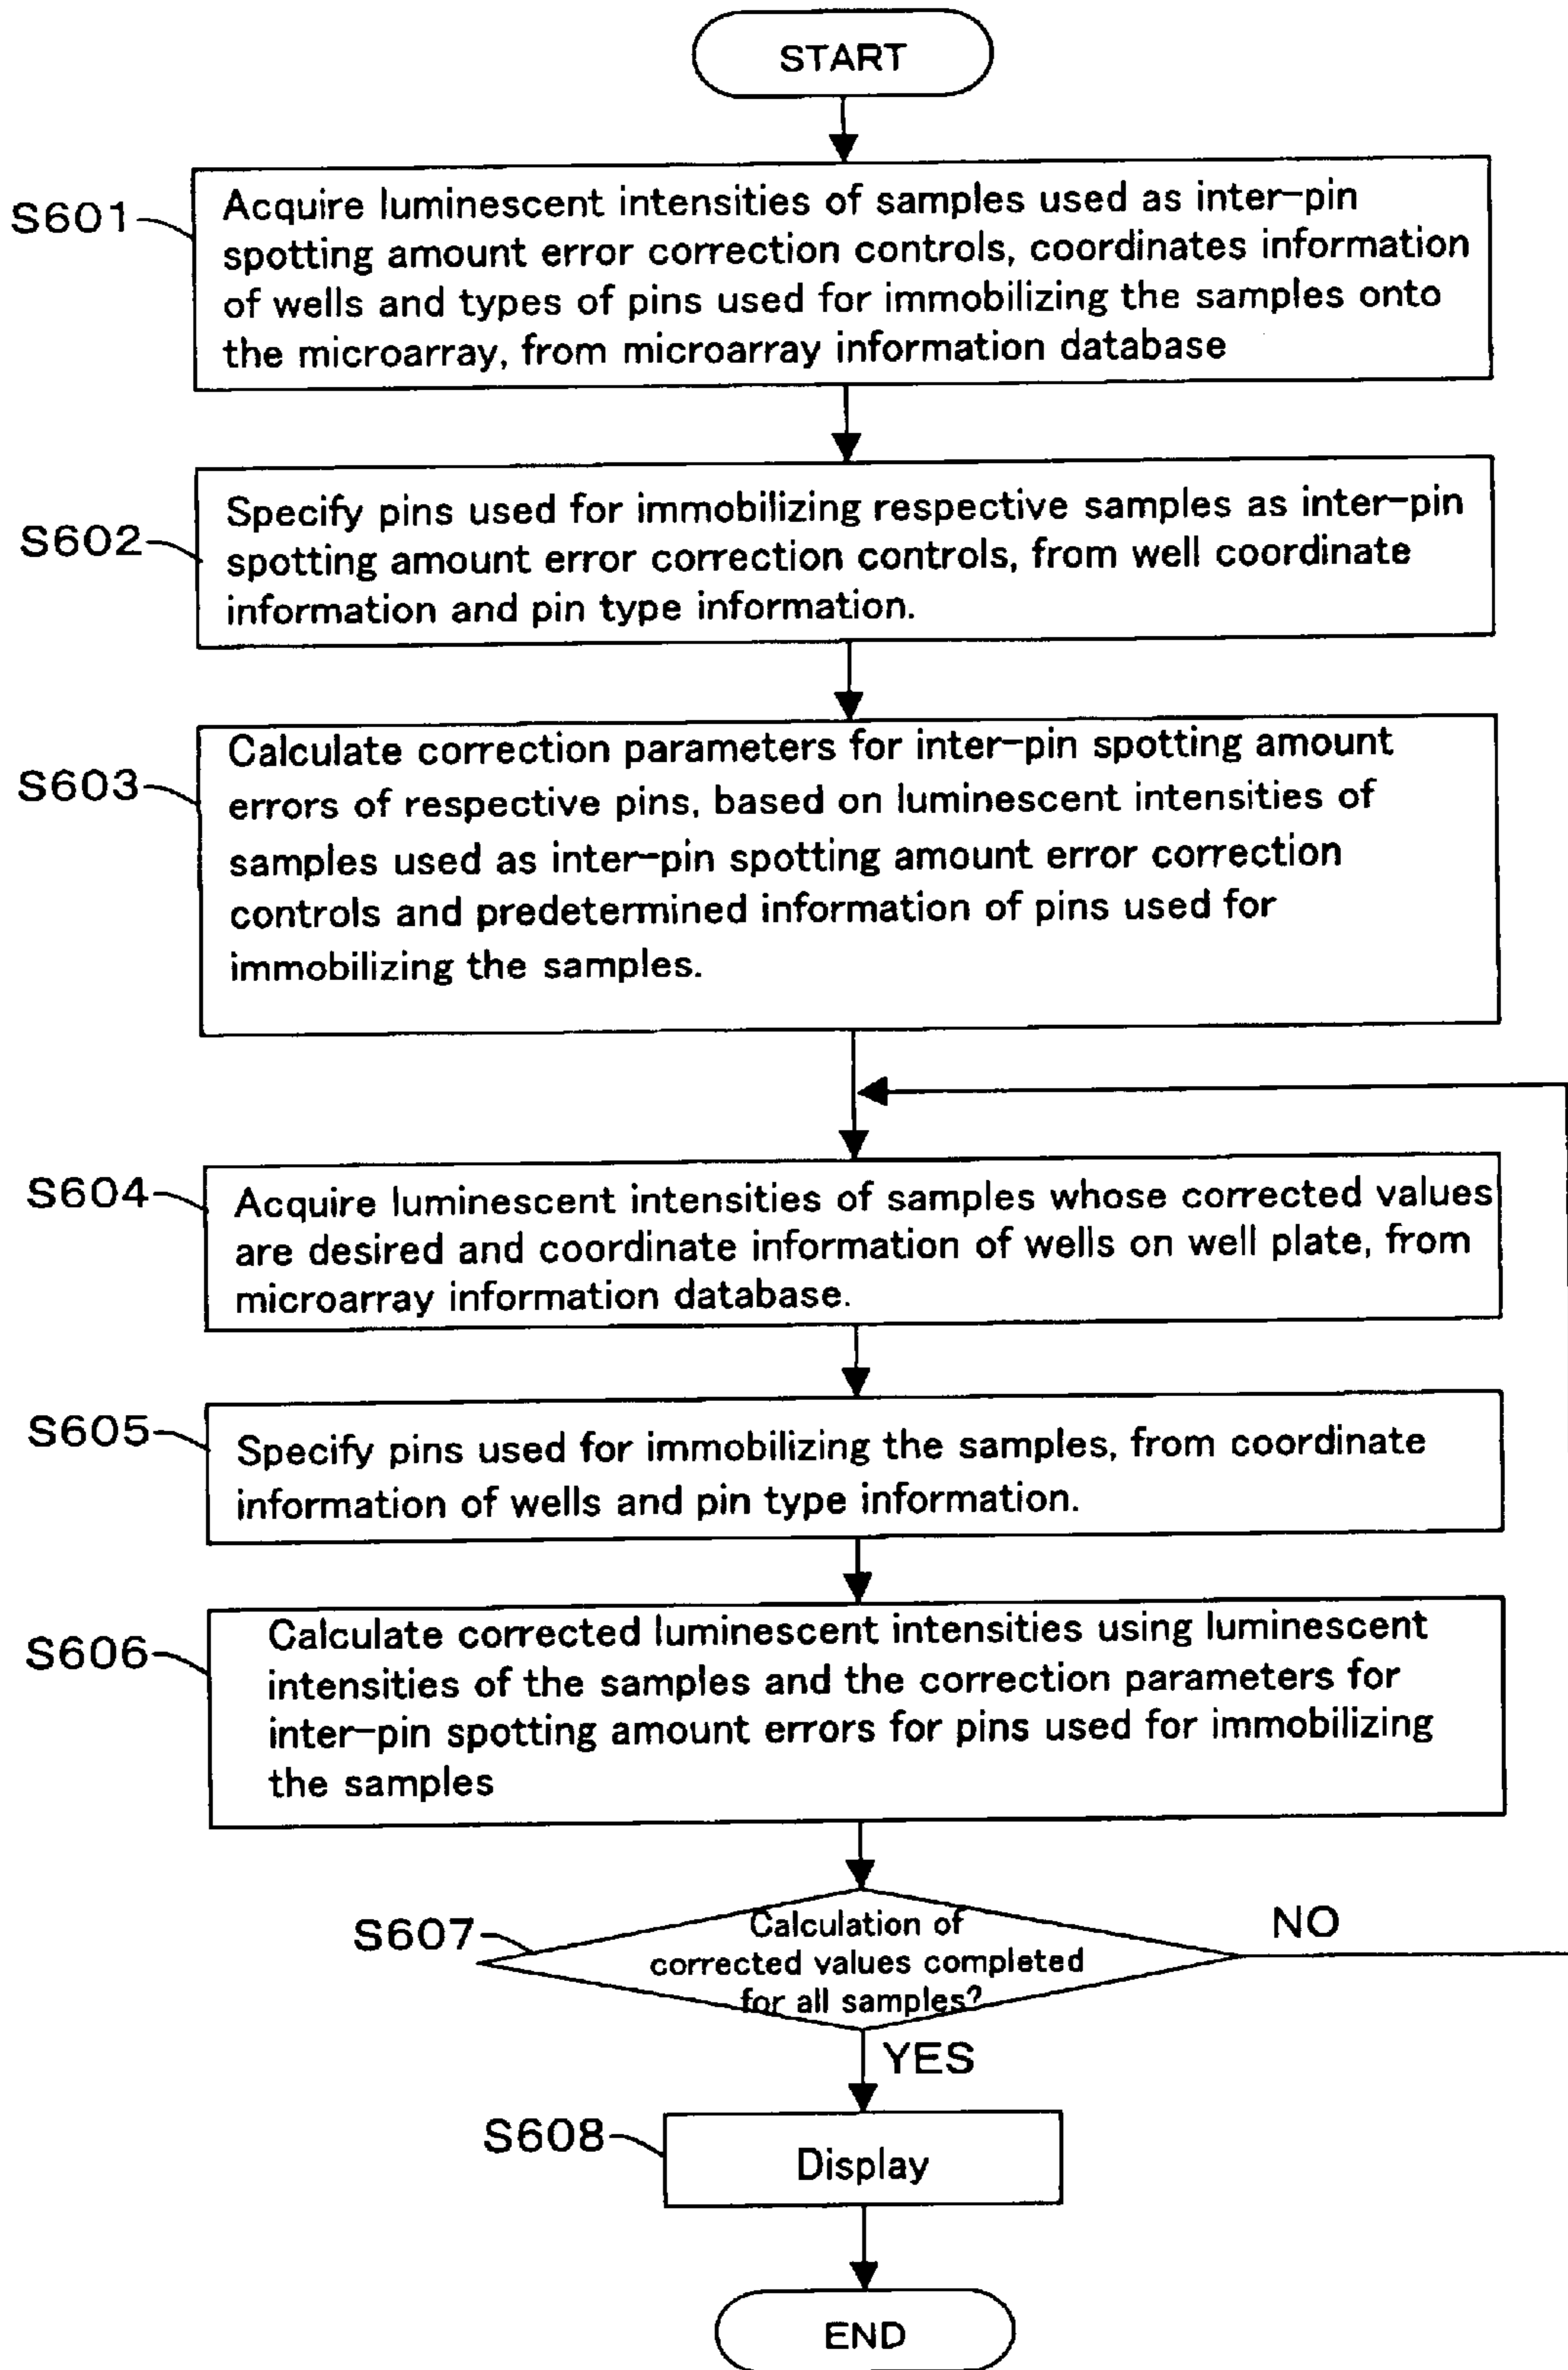 START
S601
Acquire luminescent intensities of samples used as inter-pin
spotting amount error correction controls, coordinates information
of wells and types of pins used for immobilizing the samples onto
the microarray, from microarray information database
S602
Specify pins used for immobilizing respective samples as inter-pin
spotting amount error correction controls, from well coordinate
information and pin type information.
S603
Calculate correction parameters for inter-pin spotting amount
errors of respective pins, based on luminescent intensities of
samples used as inter-pin spotting amount error correction
controls and predetermined information of pins used for
immobilizing the samples.
S604
Acquire luminescent intensities of samples whose corrected values
are desired and coordinate information of wells on well plate, from
microarray information database.
S605
Specify pins used for immobilizing the samples, from coordinate
information of wells and pin type information.
S606
Calculate corrected luminescent intensities using luminescent
intensities of the samples and the correction parameters for
inter-pin spotting amount errors for pins used for immobilizing
the samples
S607
Calculation of
corrected values completed
for all samples?
NO
YES
S608
Display
END